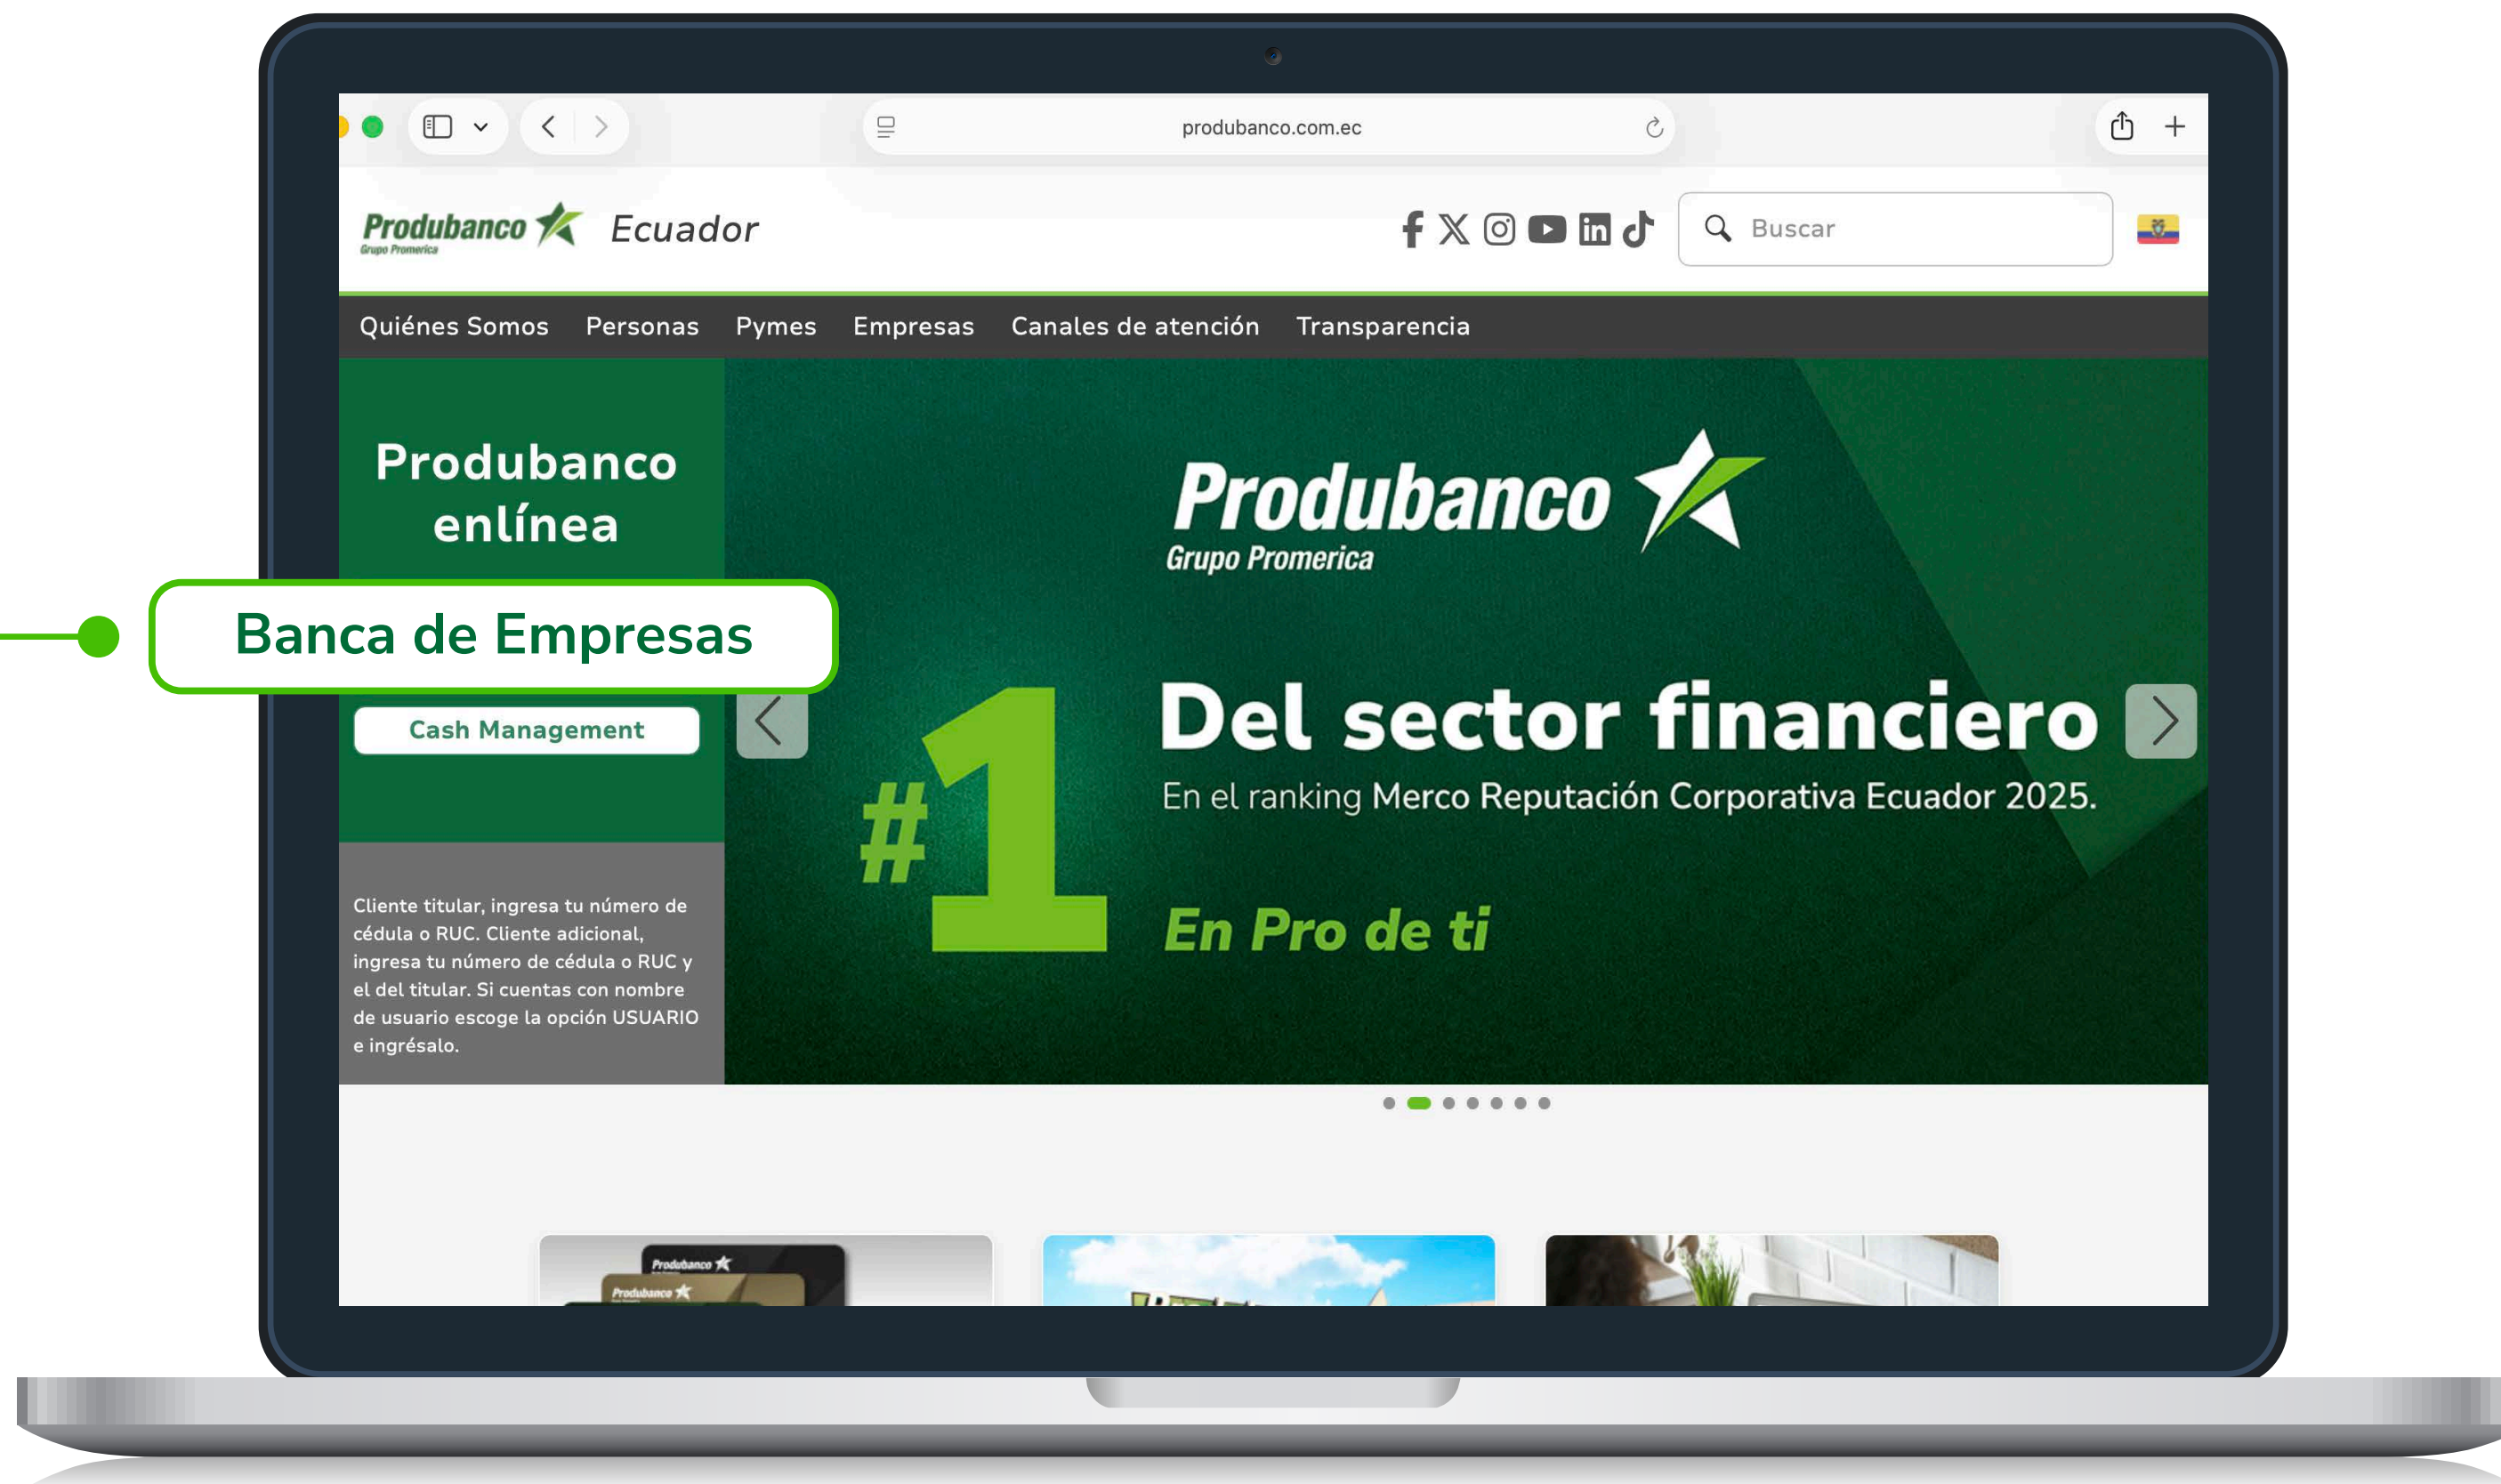 produbanco.com.ec
Produbanco
Grupo Promerica
Ecuador
Buscar
Quiénes Somos Personas Pymes Empresas Canales de atención Transparencia
Produbanco
enlínea
Banca de Empresas
Cash Management
Cliente titular, ingresa tu número de
cédula o RUC. Cliente adicional,
ingresa tu número de cédula o RUC y
el del titular. Si cuentas con nombre
de usuario escoge la opción USUARIO
e ingrésalo.
Produbanco
Grupo Promerica
#1
Del sector financiero
En el ranking Merco Reputación Corporativa Ecuador 2025.
En Pro de ti
Produbanco
Produbanco